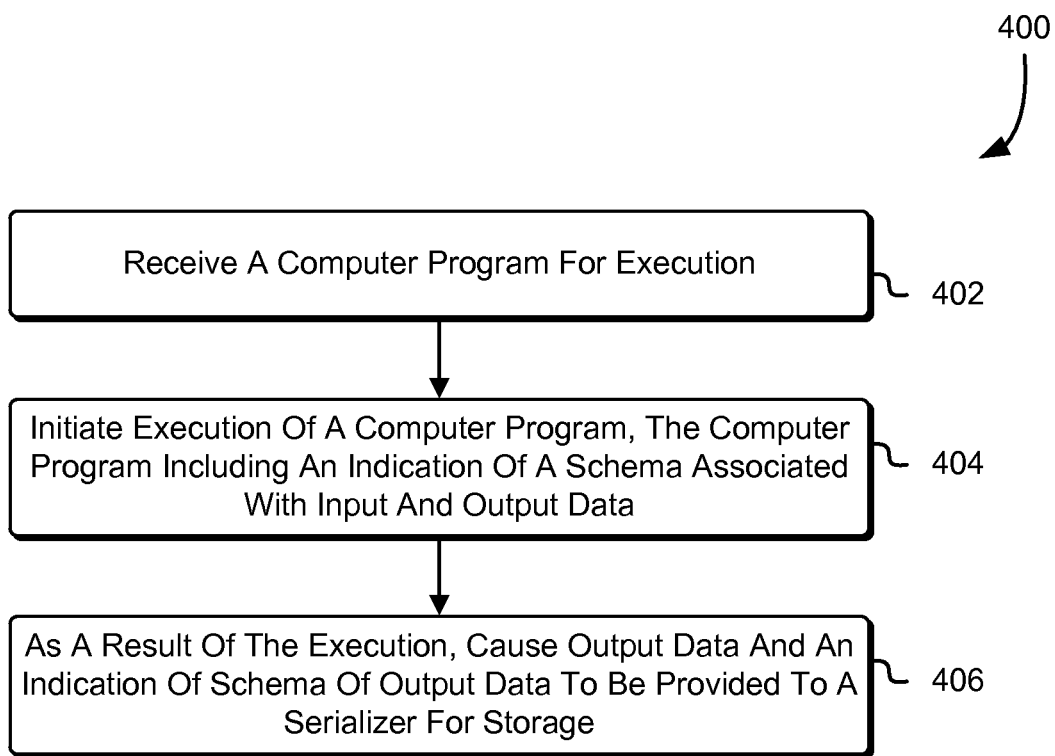 400
Receive A Computer Program For Execution
402
Initiate Execution Of A Computer Program, The Computer
Program Including An Indication Of A Schema Associated
With Input And Output Data
404
As A Result Of The Execution, Cause Output Data And An
Indication Of Schema Of Output Data To Be Provided To A
Serializer For Storage
406